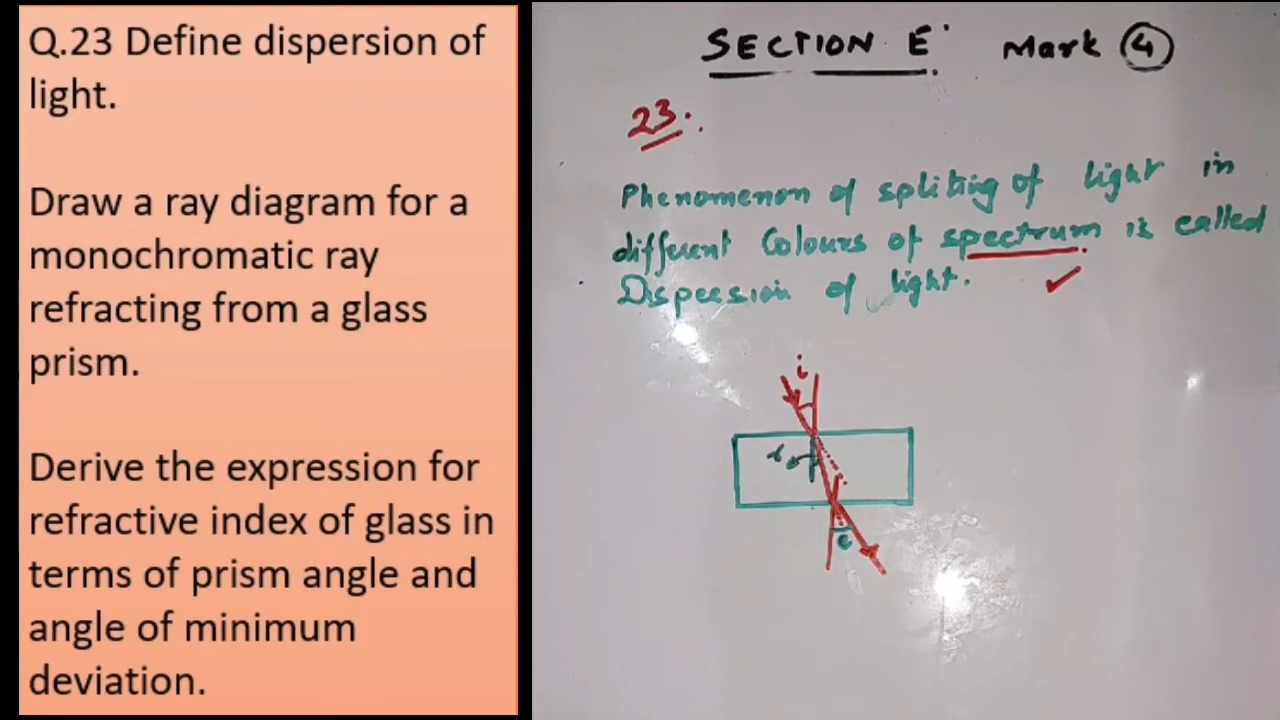 Q.23 Define dispersion of
light.
Draw a ray diagram for a
monochromatic ray
refracting from a glass
prism.
Derive the expression for
refractive index of glass in
terms of prism angle and
angle of minimum
deviation.
SECTION E
Mark 4
23.
Phenomenon of spliting of light in
different Colours of spectrum is called
Dispersion of light.
i
r
e